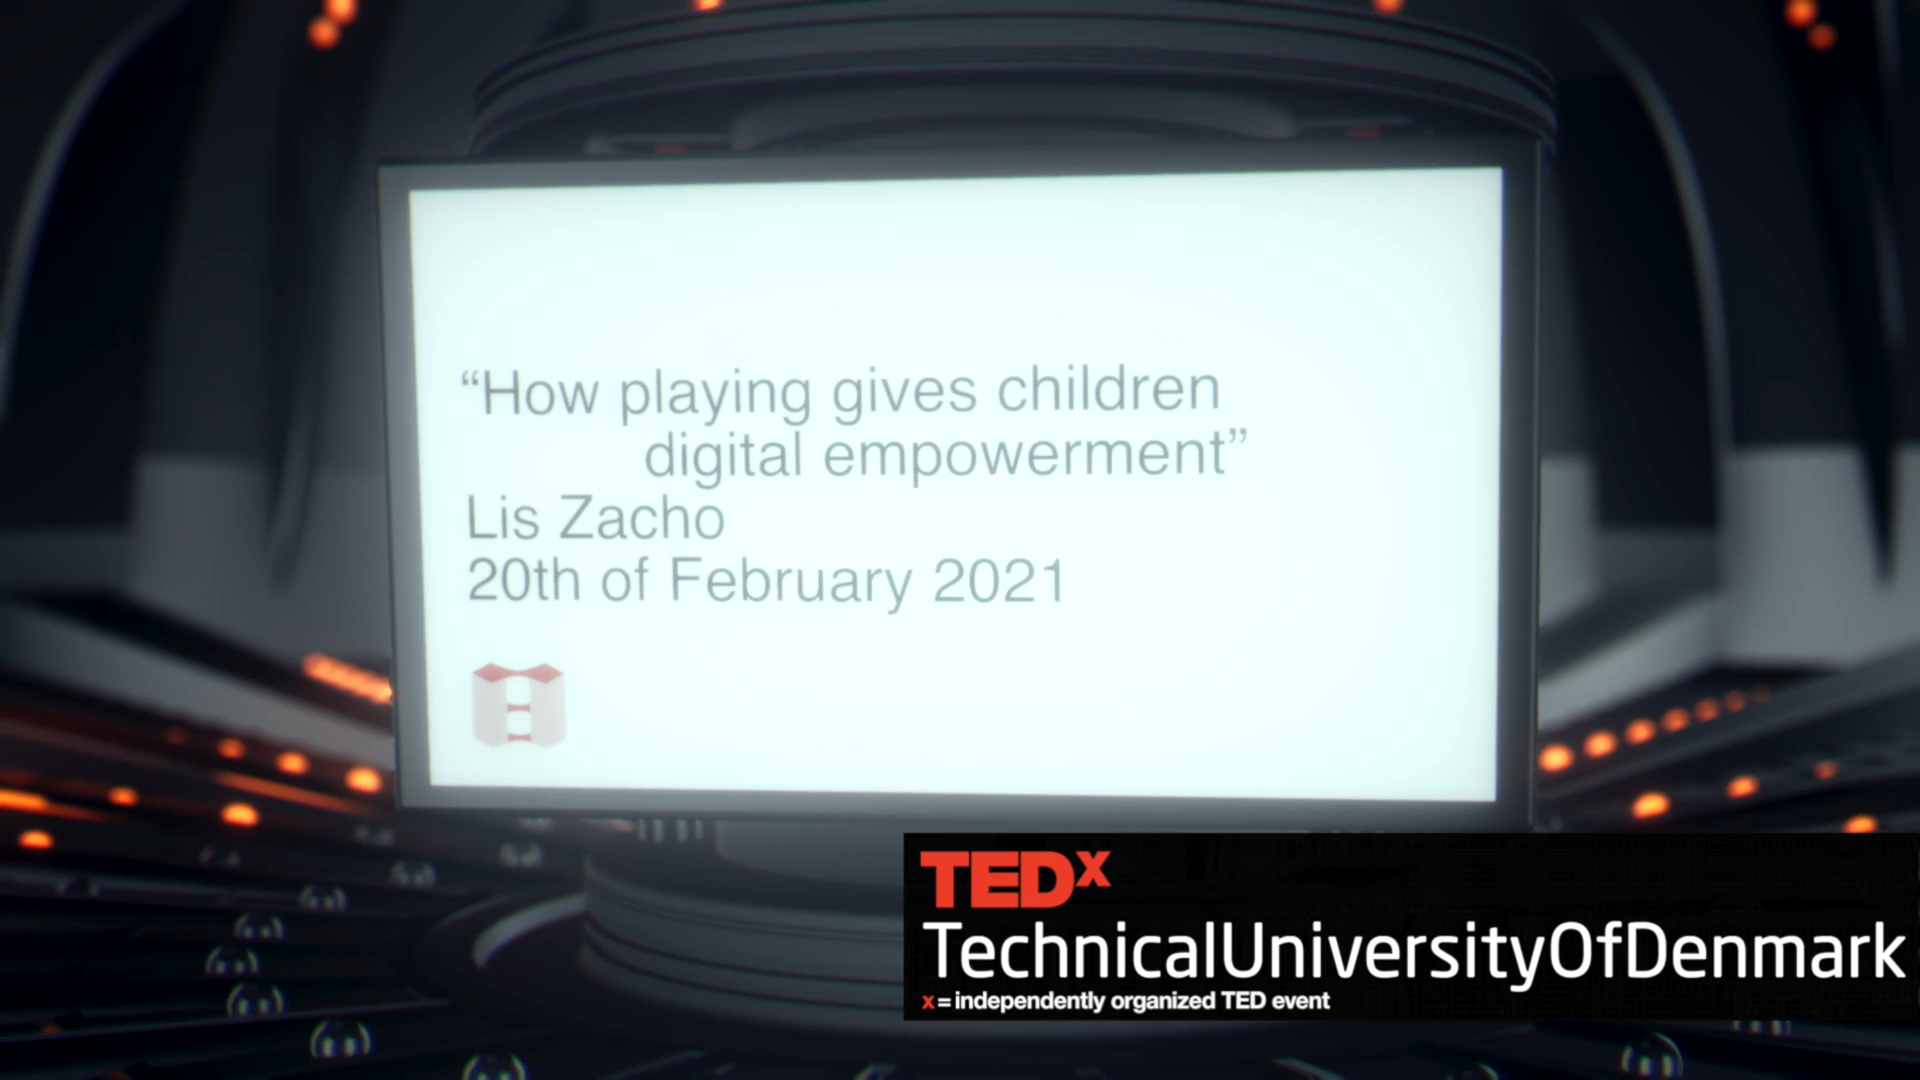 “How playing gives children
digital empowerment”
Lis Zacho
20th of February 2021
TEDx
TechnicalUniversityOfDenmark
x = independently organized TED event